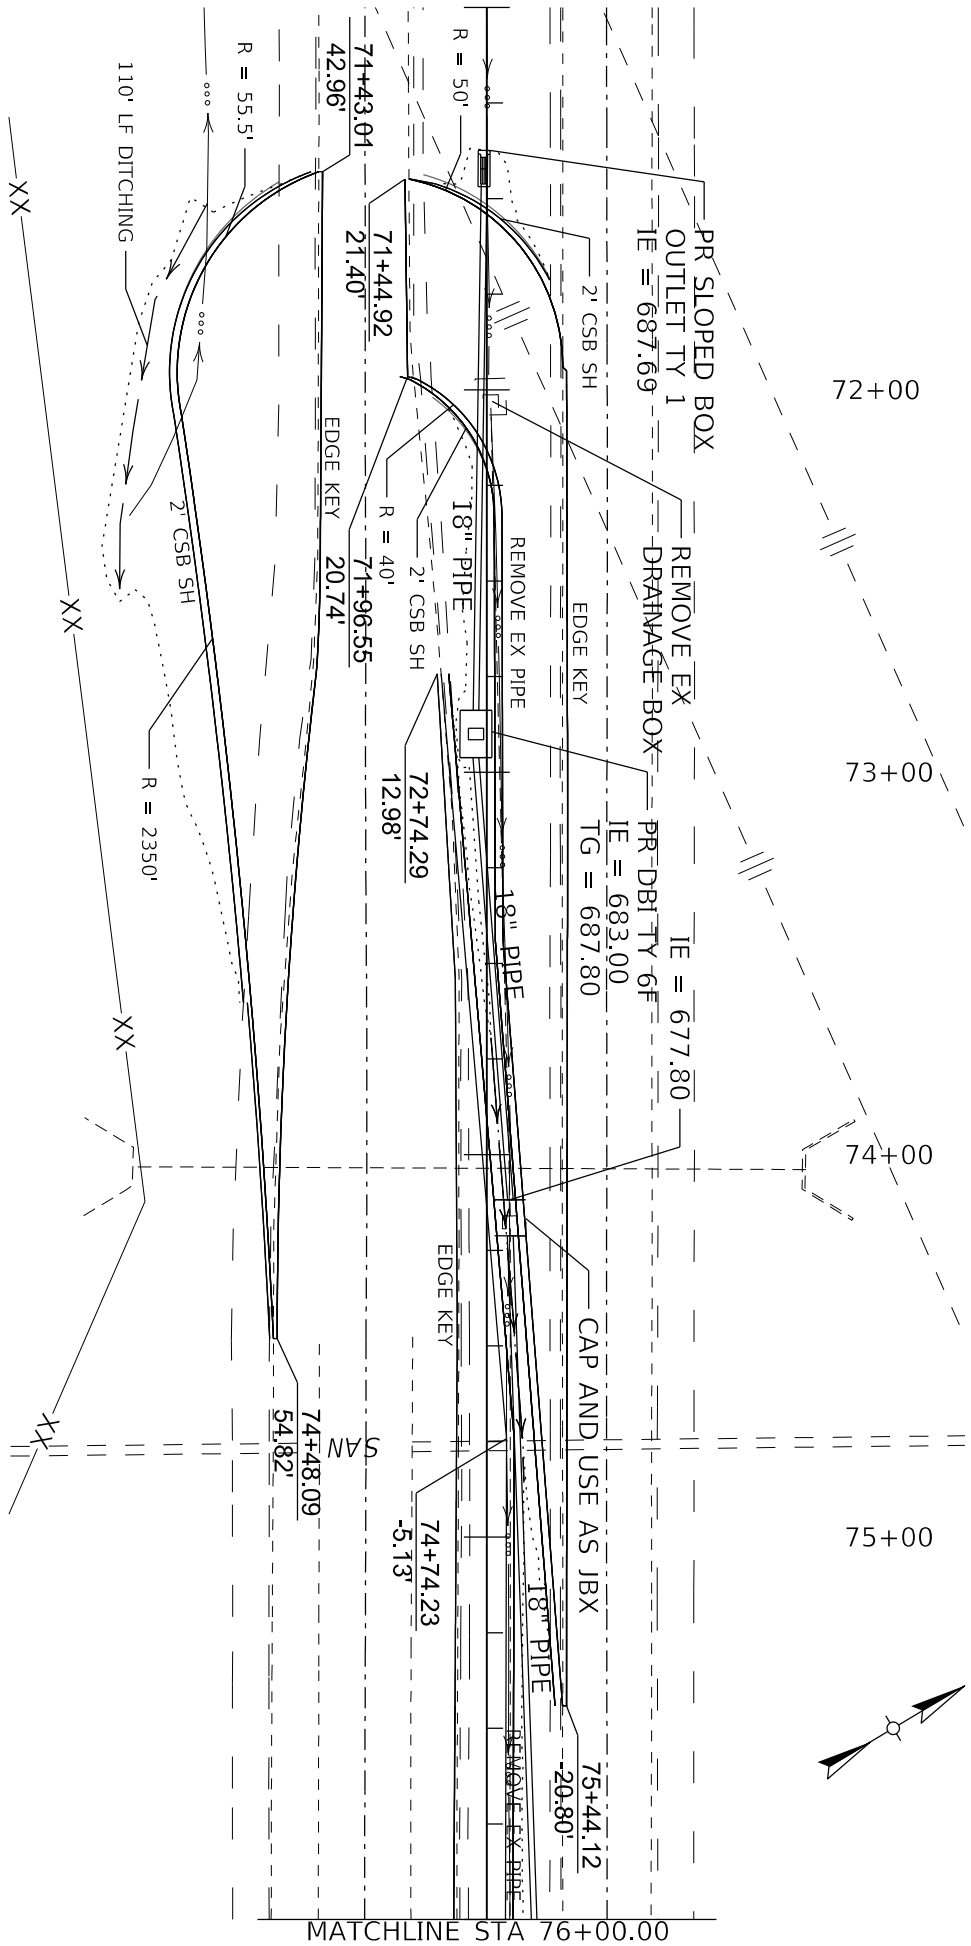 R = 50'
71+43.01
42.96'
R = 55.5'
110' LF DITCHING
XX
PR SLOPED BOX
OUTLET TY 1
IE = 687.69
2' CSB SH
71+44.92
21.40'
72+00
EDGE KEY
2' CSB SH
18" PIPE
R = 40'
2' CSB SH
71+96.55
20.74'
REMOVE EX PIPE
EDGE KEY
REMOVE EX
DRAINAGE BOX
XX
R = 2350'
72+74.29
12.98'
73+00
PR DBI TY 6F
IE = 683.00
TG = 687.80
18" PIPE
IE = 677.80
XX
74+00
EDGE KEY
CAP AND USE AS JBX
74+48.09
54.82'
XX
SAN
74+74.23
-5.13'
75+00
18" PIPE
REMOVE EX PIPE
75+44.12
-20.80'
MATCHLINE STA 76+00.00